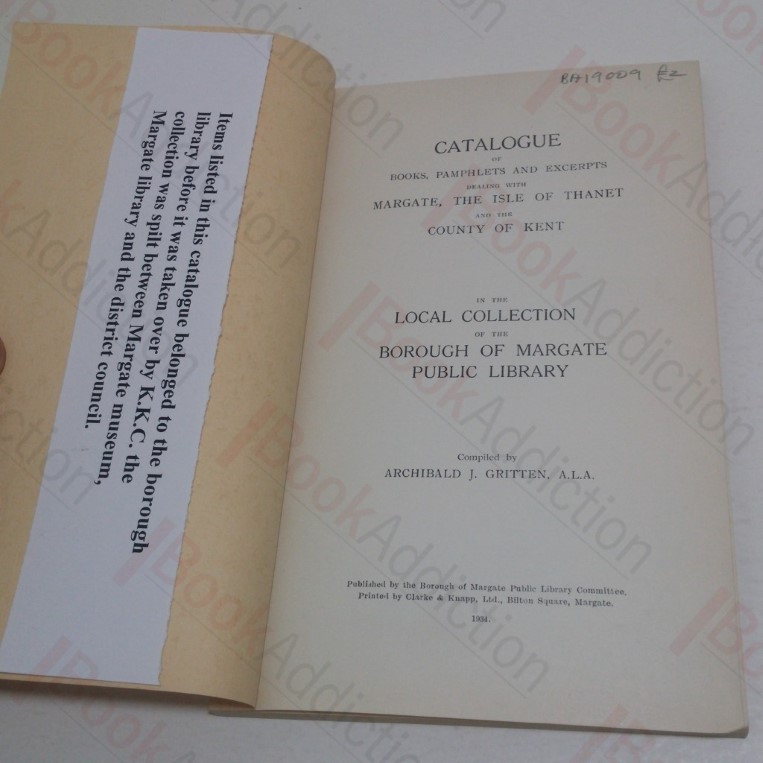 Items listed in this catalogue belonged to the borough
library before it was taken over by K.K.C. the
collection was spilt between Margate museum,
Margate library and the district council.
BA19009 £2
CATALOGUE
OF
BOOKS, PAMPHLETS AND EXCERPTS
DEALING WITH
MARGATE, THE ISLE OF THANET
AND THE
COUNTY OF KENT
IN THE
LOCAL COLLECTION
OF THE
BOROUGH OF MARGATE
PUBLIC LIBRARY
Compiled by
ARCHIBALD J. GRITTEN, A.L.A.
Published by the Borough of Margate Public Library Committee.
Printed by Clarke & Knapp, Ltd., Bilton Square, Margate.
1934.
BookAddiction